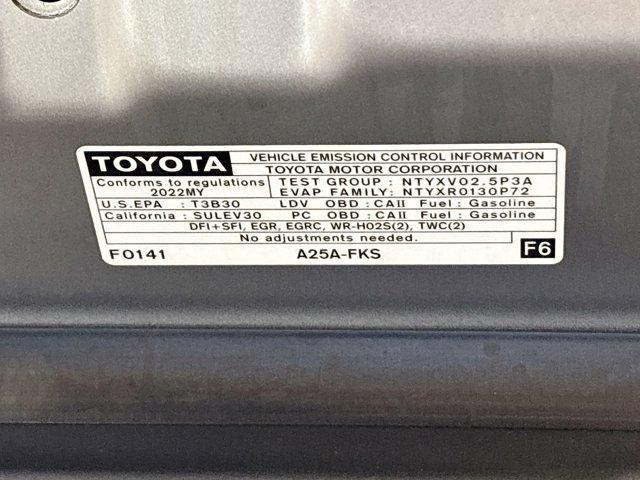 TOYOTA VEHICLE EMISSION CONTROL INFORMATION
TOYOTA MOTOR CORPORATION
Conforms to regulations TEST GROUP : NTYXV02.5P3A
2022MY EVAP FAMILY: NTYXR0130P72
U.S.EPA : T3B30 LDV OBD : CAII Fuel : Gasoline
California : SULEV30 PC OBD : CAII Fuel : Gasoline
DFI+SFI, EGR, EGRC, WR-HO2S(2), TWC(2)
No adjustments needed.
F0141 A25A-FKS F6